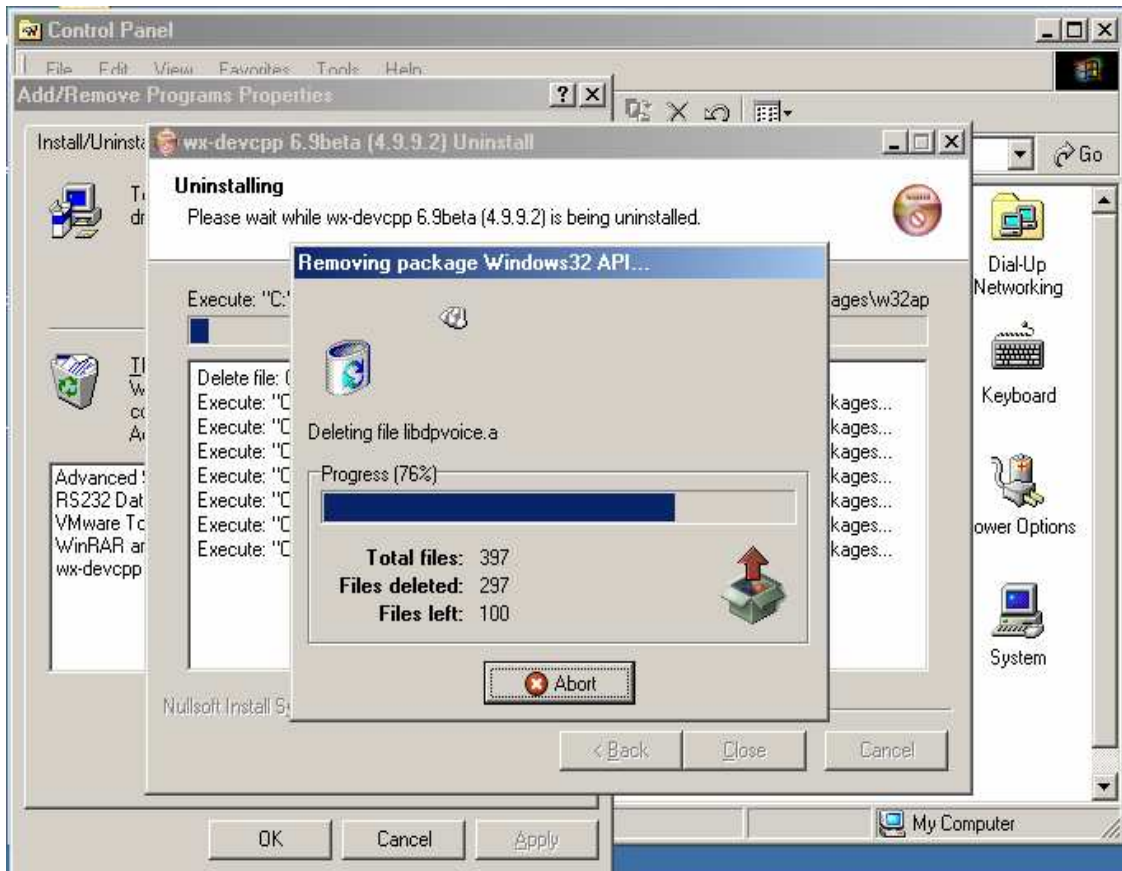 Control Panel
File Edit View Favorites Tools Help
Add/Remove Programs Properties
Go
Install/Uninsta
wx-devcpp 6.9beta (4.9.9.2) Uninstall
Uninstalling
Please wait while wx-devcpp 6.9beta (4.9.9.2) is being uninstalled.
Removing package Windows32 API...
Execute: "C:"
ages\w32ap
Delete file:
Execute: "C
kages...
Execute: "C
kages...
Execute: "C
kages...
Execute: "C
kages...
Execute: "C
kages...
Execute: "C
kages...
Execute: "C
kages...
Deleting file libdpvoice.a
Progress (76%)
Total files: 397
Files deleted: 297
Files left: 100
Abort
Nullsoft Install S
< Back Close Cancel
Advanced
RS232 Dat
VMware To
WinRAR ar
wx-devcpp
OK Cancel Apply
Dial-Up
Networking
Keyboard
ower Options
System
My Computer